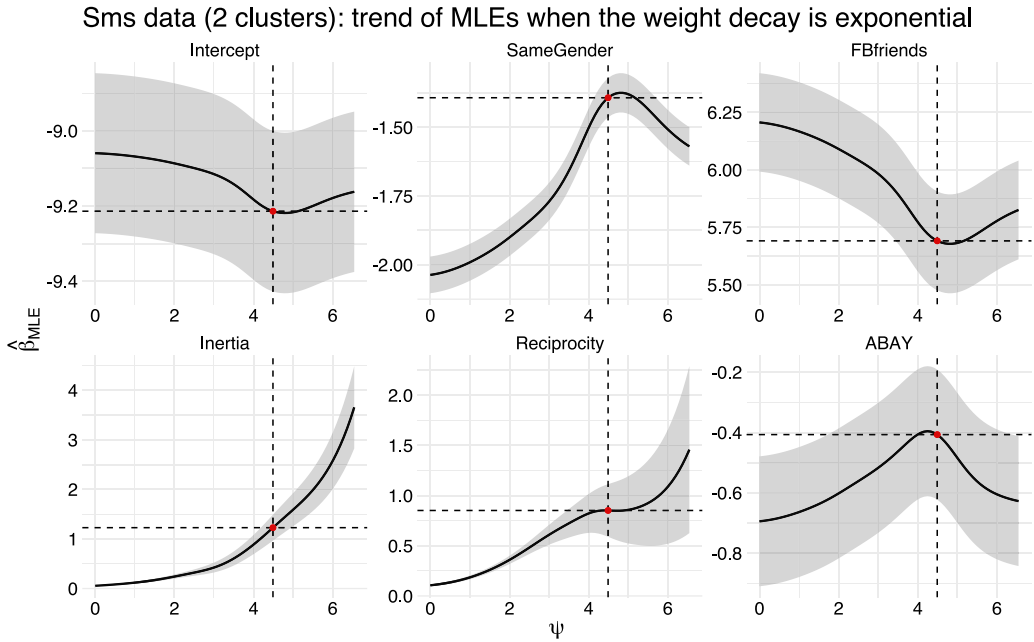 Sms data (2 clusters): trend of MLEs when the weight decay is exponential
Intercept
SameGender
FBfriends
-9.0
-9.2
-9.4
0 2 4 6
-1.50
-1.75
-2.00
0 2 4 6
6.25
6.00
5.75
5.50
0 2 4 6
β̂MLE
Inertia
Reciprocity
ABAY
4
3
2
1
0
0 2 4 6
2.0
1.5
1.0
0.5
0.0
0 2 4 6
-0.2
-0.4
-0.6
-0.8
0 2 4 6
ψ